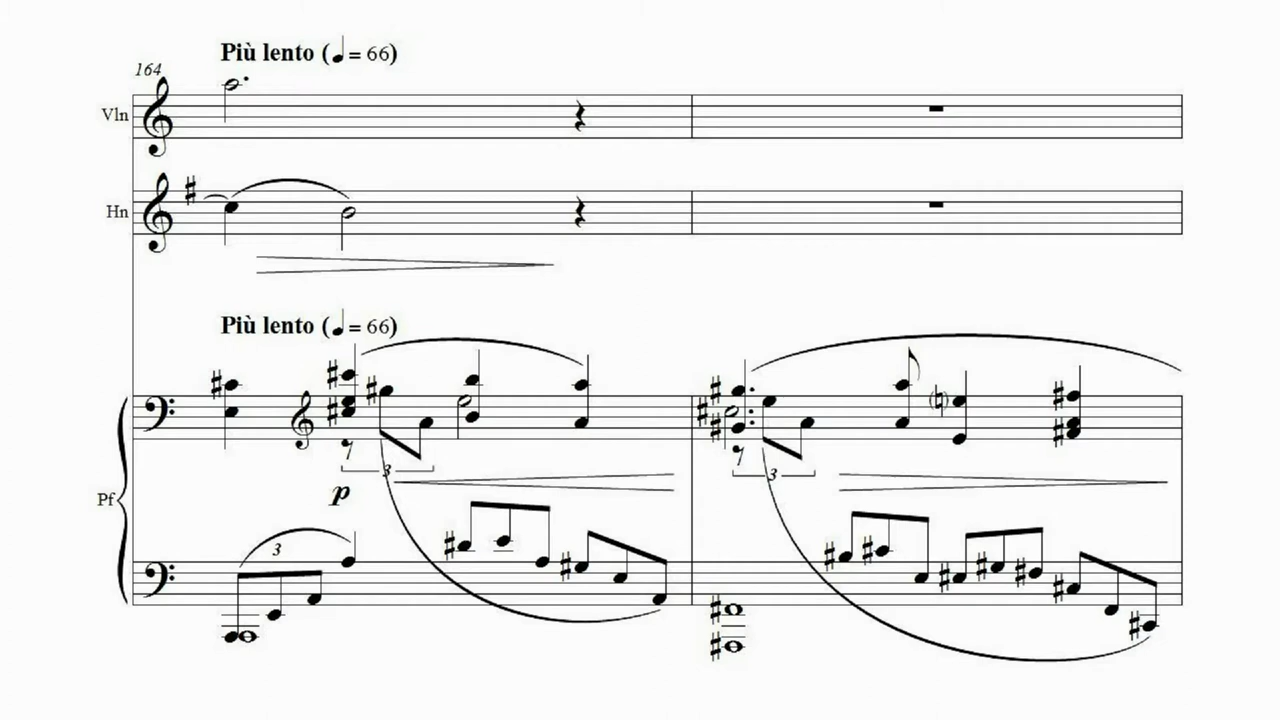 Più lento (♩ = 66)
164
Vln
Hn
Più lento (♩ = 66)
3
3
p
Pf
3